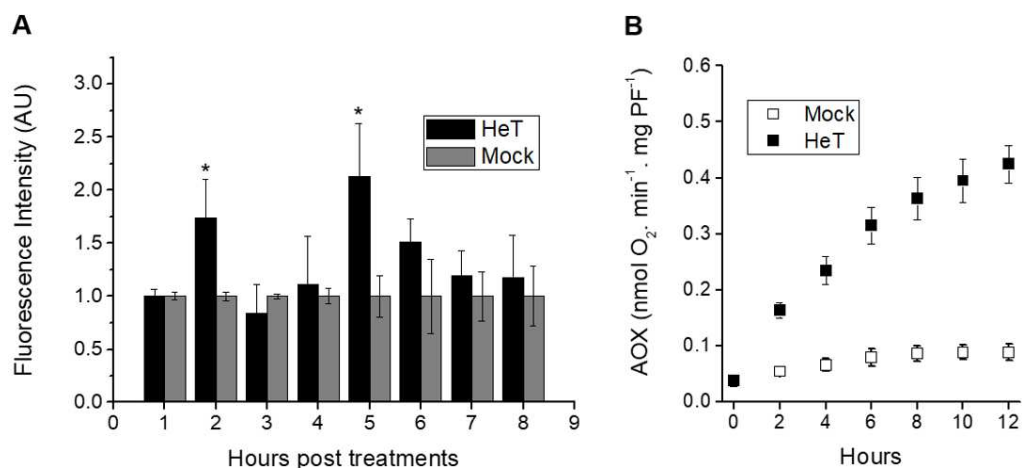 A
Fluorescence Intensity (AU)
3.0
2.5
2.0
1.5
1.0
0.5
0.0
*
*
HeT
Mock
0 1 2 3 4 5 6 7 8 9
Hours post treatments
B
AOX (nmol O₂. min⁻¹. mg PF⁻¹)
0.6
0.5
0.4
0.3
0.2
0.1
0.0
Mock
HeT
0 2 4 6 8 10 12
Hours